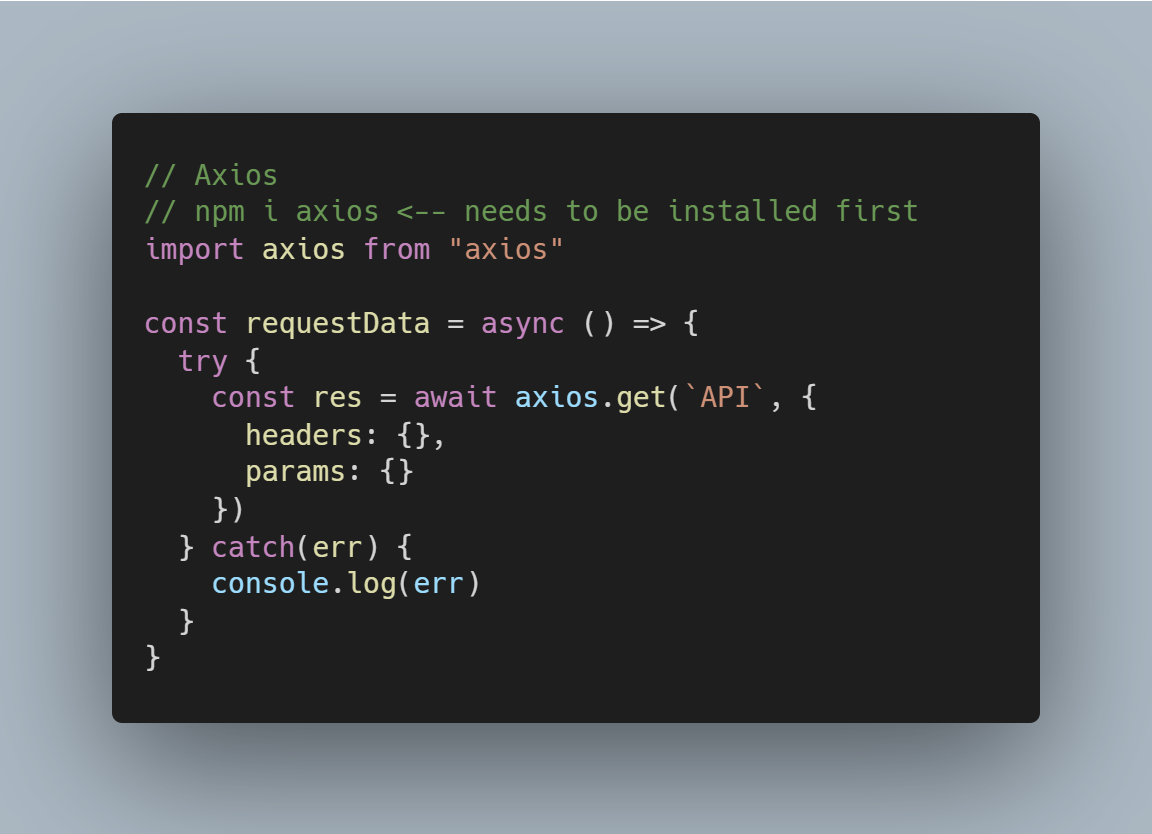 // Axios
// npm i axios <-- needs to be installed first
import axios from "axios"

const requestData = async () => {
  try {
    const res = await axios.get(`API`, {
      headers: {},
      params: {}
    })
  } catch(err) {
    console.log(err)
  }
}